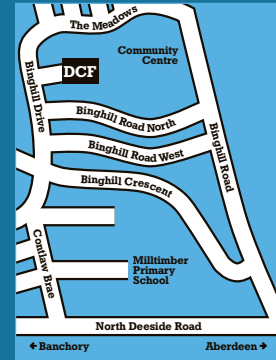 The Meadows
Community
Centre
DCF
Binghill Drive
Binghill Road North
Binghill Road West
Binghill Road
Binghill Crescent
Contlaw Brae
Milltimber
Primary
School
North Deeside Road
Banchory
Aberdeen